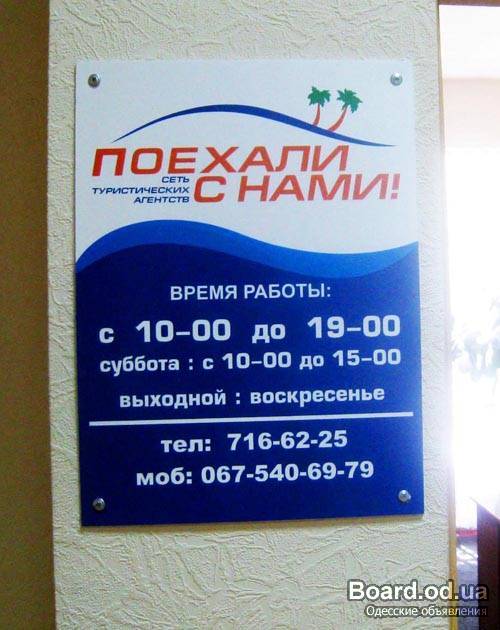 ПОЕХАЛИ
С НАМИ!
СЕТЬ
ТУРИСТИЧЕСКИХ
АГЕНТСТВ
ВРЕМЯ РАБОТЫ:
с 10-00 до 19-00
суббота : с 10-00 до 15-00
выходной : воскресенье
тел: 716-62-25
моб: 067-540-69-79
Board.od.ua
Одесские объявления